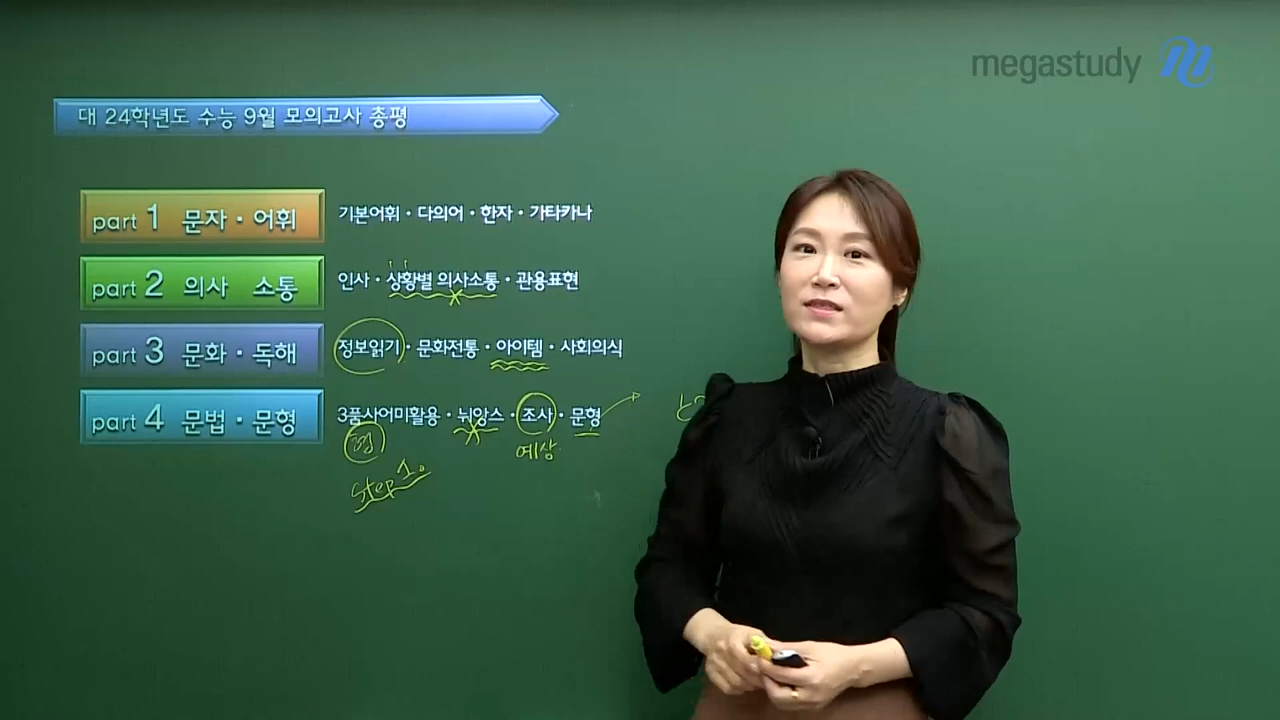 megastudy
대 24학년도 수능 9월 모의고사 총평
part 1 문자・어휘 기본어휘・다의어・한자・가타카나
part 2 의사 소통 인사・상황별 의사소통・관용표현
part 3 문화・독해 정보읽기・문화전통・아이템・사회의식
part 4 문법・문형 3품사어미활용・뉘앙스・조사・문형
예상
step 1.